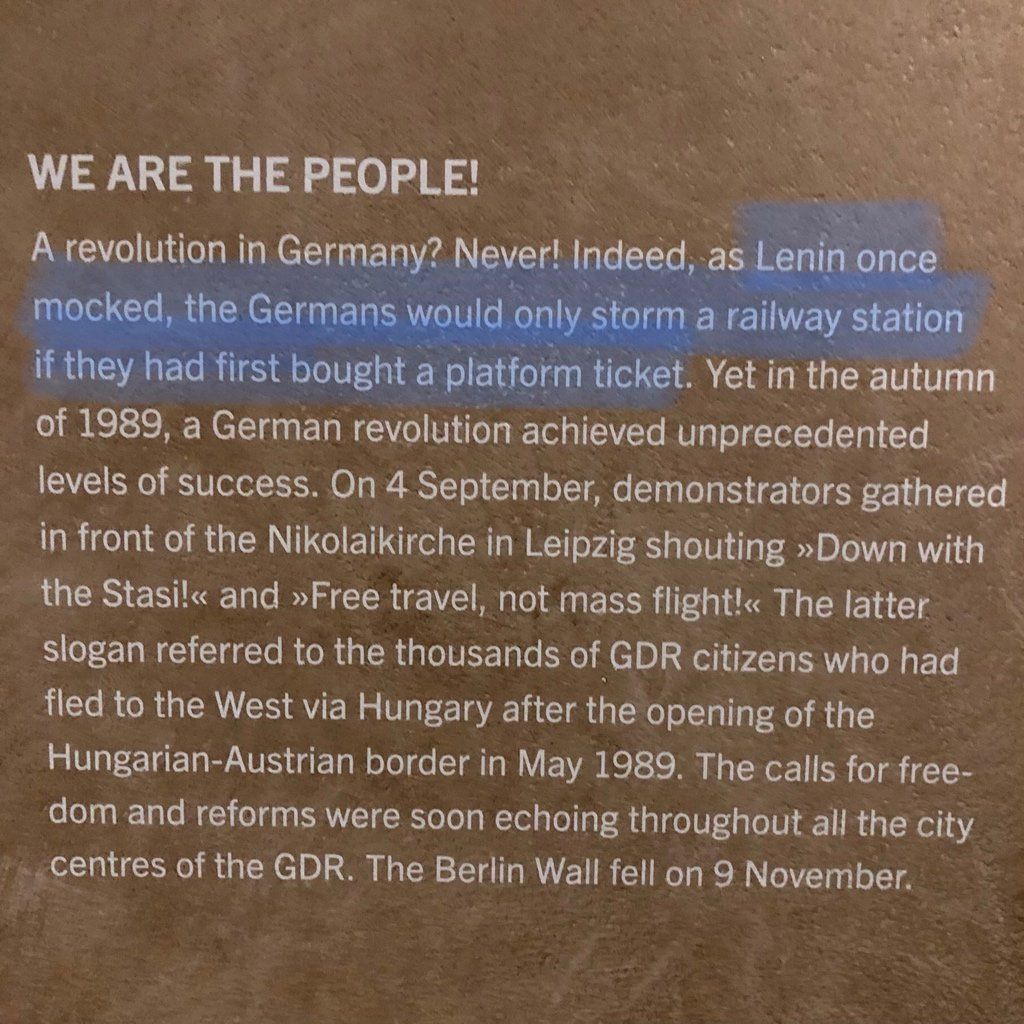 WE ARE THE PEOPLE!
A revolution in Germany? Never! Indeed, as Lenin once
mocked, the Germans would only storm a railway station
if they had first bought a platform ticket. Yet in the autumn
of 1989, a German revolution achieved unprecedented
levels of success. On 4 September, demonstrators gathered
in front of the Nikolaikirche in Leipzig shouting »Down with
the Stasi!« and »Free travel, not mass flight!« The latter
slogan referred to the thousands of GDR citizens who had
fled to the West via Hungary after the opening of the
Hungarian-Austrian border in May 1989. The calls for free-
dom and reforms were soon echoing throughout all the city
centres of the GDR. The Berlin Wall fell on 9 November.